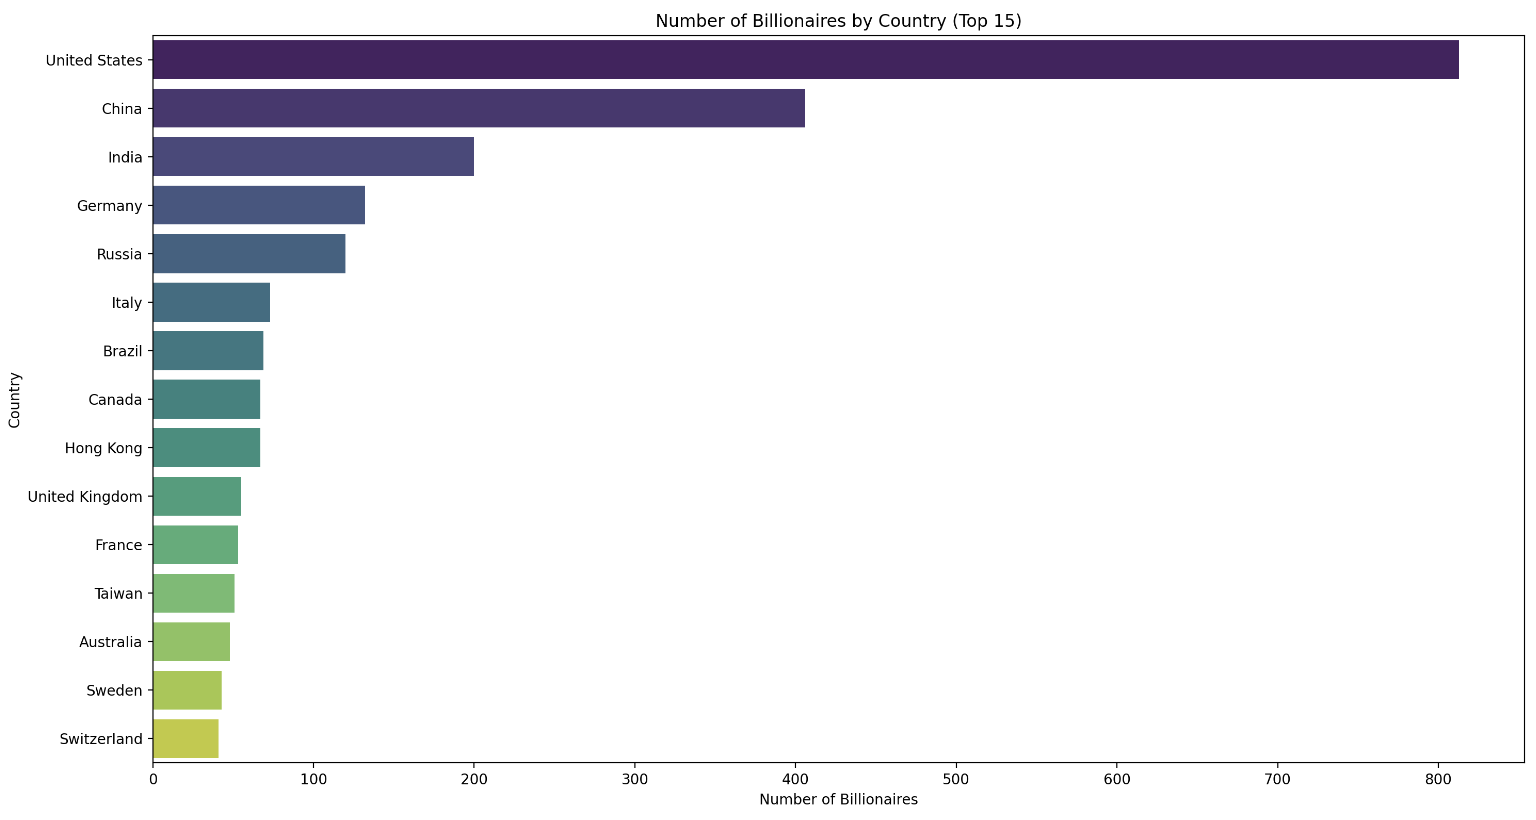 Number of Billionaires by Country (Top 15)
Country
United States
China
India
Germany
Russia
Italy
Brazil
Canada
Hong Kong
United Kingdom
France
Taiwan
Australia
Sweden
Switzerland
0 100 200 300 400 500 600 700 800
Number of Billionaires